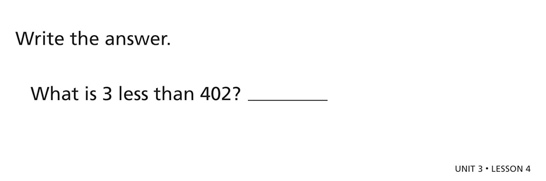 Write the answer.
What is 3 less than 402? ________
UNIT 3 • LESSON 4